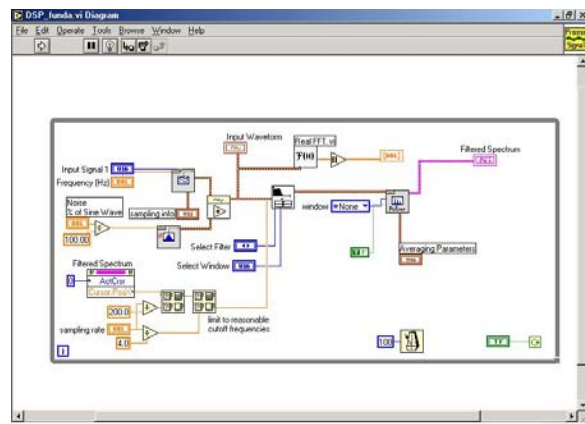 DSP_funda.vi Diagram
File Edit Operate Tools Browse Window Help
Input Waveform
Real FFT.vi
Filtered Spectrum
Input Signal 1
Frequency (Hz)
Noise
% of Sine Wave
sampling info
window
None
100.00
Select Filter
Averaging Parameters
Select Window
Filtered Spectrum
0
ActCrsr
200.0
limit to reasonable
cutoff frequencies
sampling rate
4.0
100
TF
i